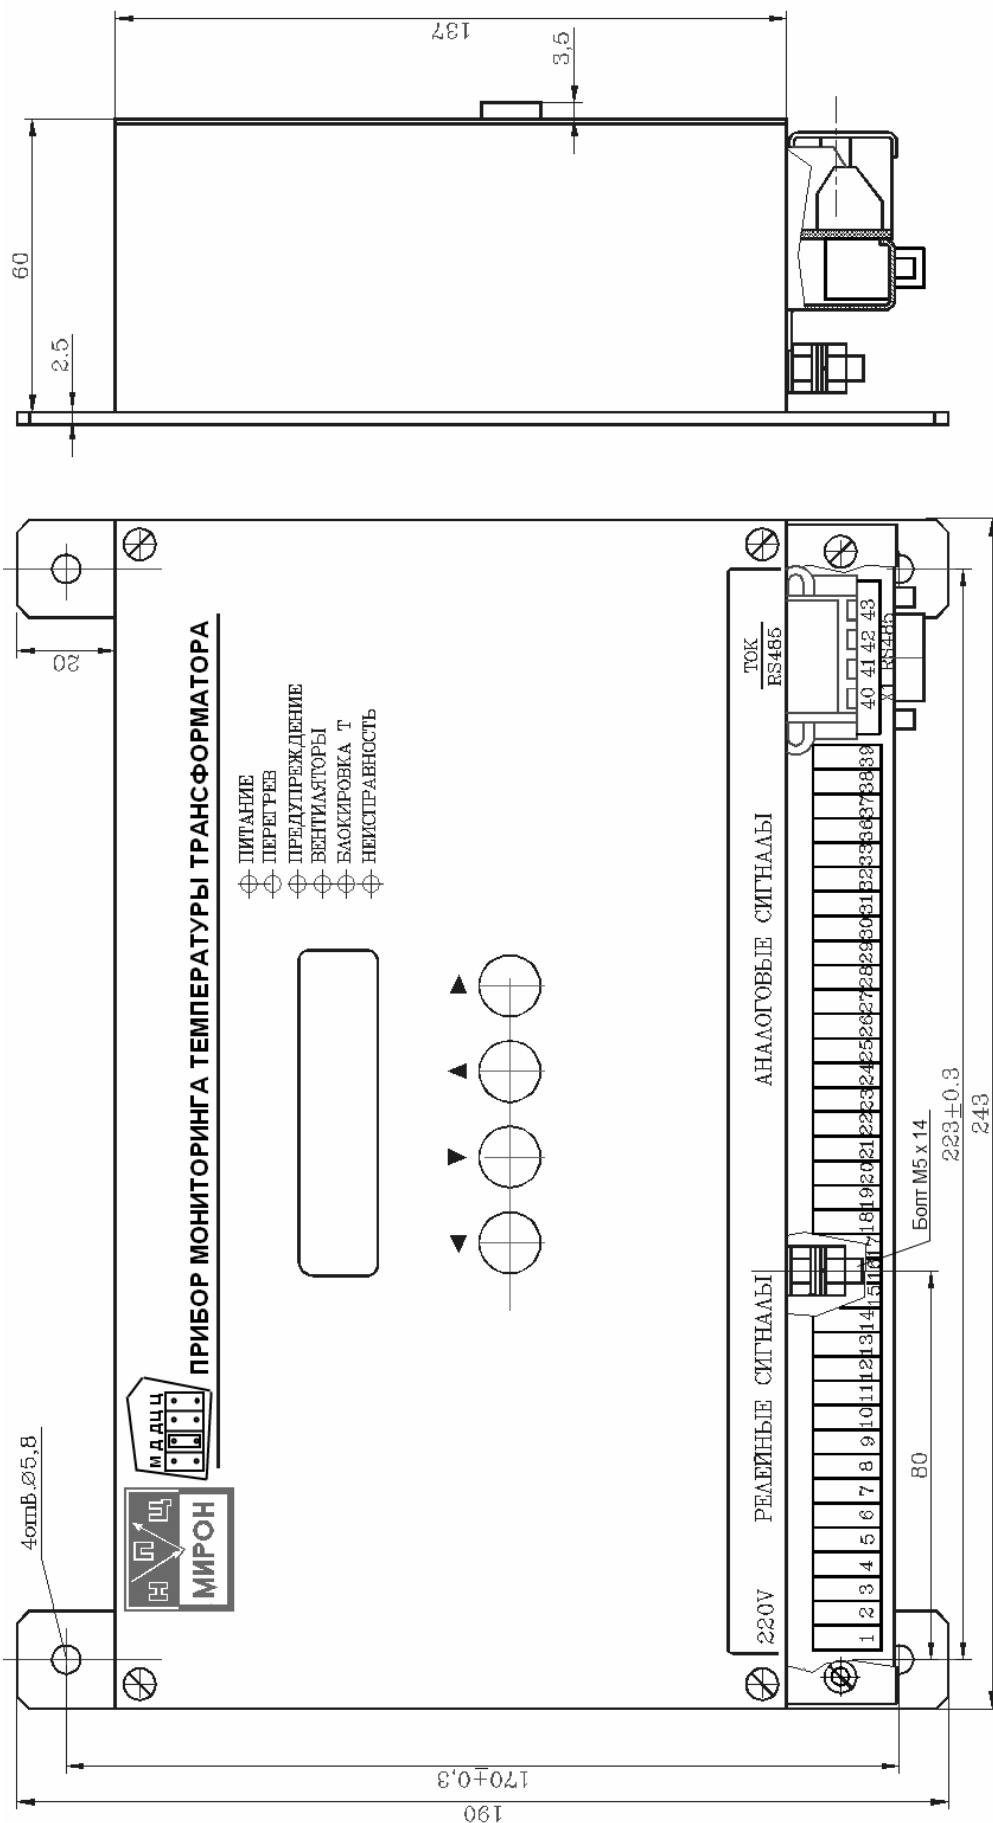 137
3,5
60
2.5
20
ПРИБОР МОНИТОРИНГА ТЕМПЕРАТУРЫ ТРАНСФОРМАТОРА
М Д Д Ц Ц
Н П Ц
МИРОН
4отв.⌀5,8
ПИТАНИЕ
ПЕРЕГРЕВ
ПРЕДУПРЕЖДЕНИЕ
ВЕНТИЛЯТОРЫ
БЛОКИРОВКА Т
НЕИСПРАВНОСТЬ
220V РЕЛЕЙНЫЕ СИГНАЛЫ АНАЛОГОВЫЕ СИГНАЛЫ
ТОК
RS485
1 2 3 4 5 6 7 8 9 10 11 12 13 14 15 16 17 18 19 20 21 22 23 24 25 26 27 28 29 30 31 32 33 36 37 38 39
40 41 42 43
X1 RS485
Болт М5 х 14
80
223±0.3
243
170±0,3
190